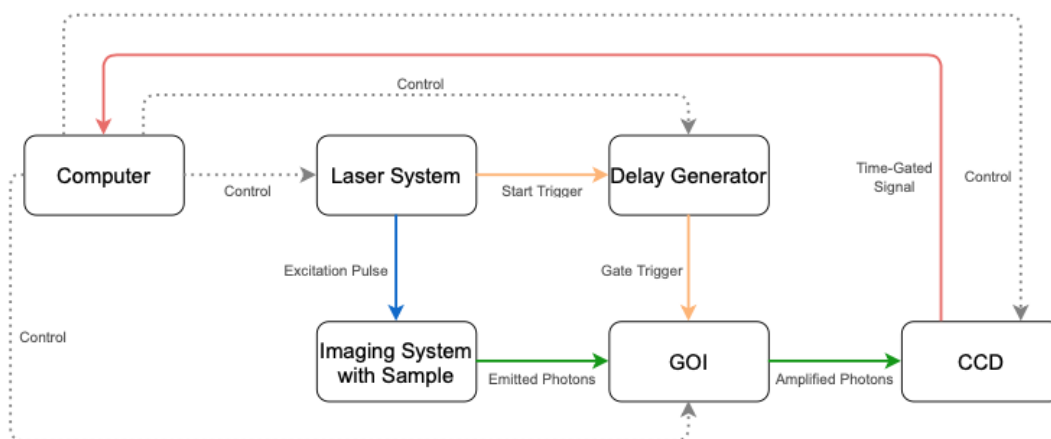 Control
Computer
Control
Laser System
Start Trigger
Delay Generator
Time-Gated
Signal
Control
Excitation Pulse
Gate Trigger
Control
Imaging System
with Sample
Emitted Photons
GOI
Amplified Photons
CCD